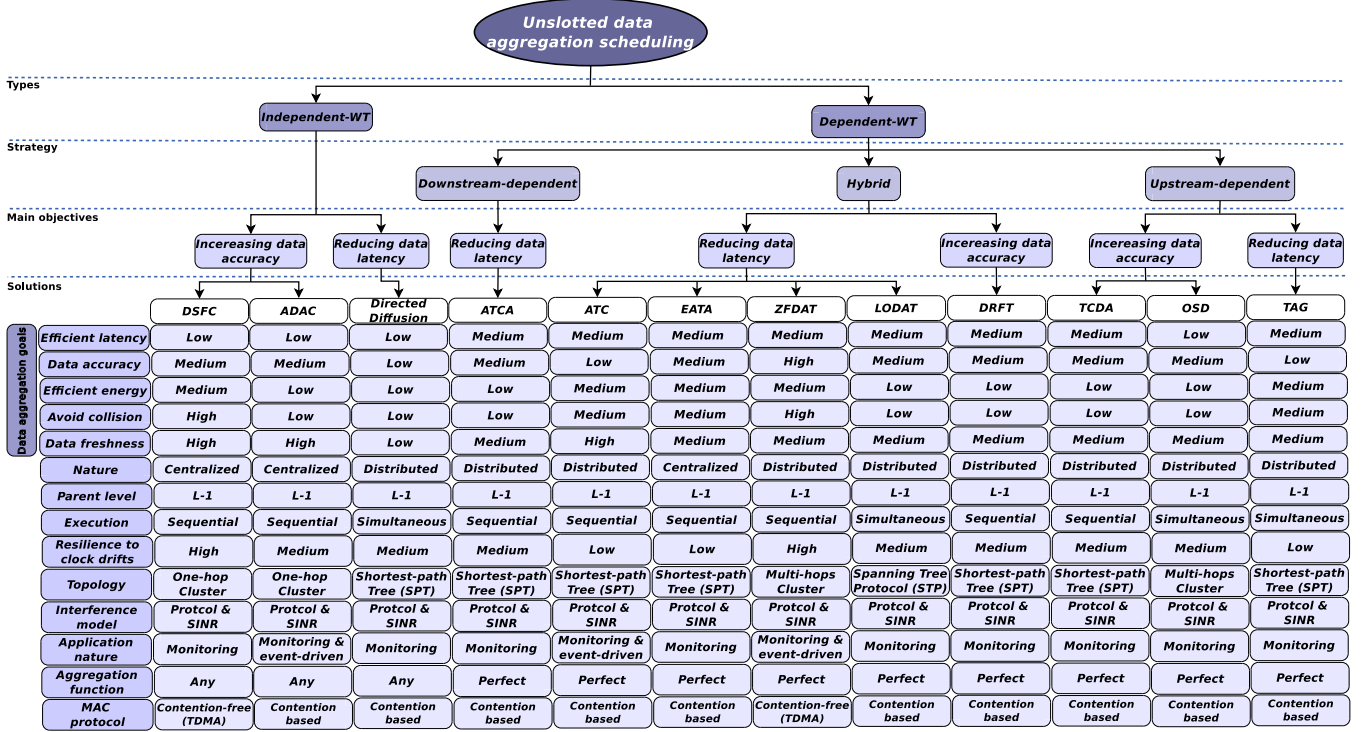 Unslotted data
aggregation scheduling
Types
Independent-WT
Dependent-WT
Strategy
Downstream-dependent
Hybrid
Upstream-dependent
Main objectives
Incereasing data
accuracy
Reducing data
latency
Reducing data
latency
Reducing data
latency
Incereasing data
accuracy
Incereasing data
accuracy
Reducing data
latency
Solutions
DSFC
ADAC
Directed
Diffusion
ATCA
ATC
EATA
ZFDAT
LODAT
DRFT
TCDA
OSD
TAG
Data aggregation goals
Efficient latency Low Low Low Medium Medium Medium Medium Medium Medium Medium Low Medium
Data accuracy Medium Medium Low Medium Low Medium High Medium Medium Medium Medium Low
Efficient energy Medium Low Low Low Medium Medium Medium Low Low Low Low Medium
Avoid collision High Low Low Low Medium Medium High Low Low Low Low Medium
Data freshness High High Low Medium High Medium Medium Medium Medium Medium Medium Medium
Nature Centralized Centralized Distributed Distributed Distributed Centralized Distributed Distributed Distributed Distributed Distributed Distributed
Parent level L-1 L-1 L-1 L-1 L-1 L-1 L-1 L-1 L-1 L-1 L-1 L-1
Execution Sequential Sequential Simultaneous Sequential Sequential Sequential Sequential Simultaneous Sequential Sequential Simultaneous Simultaneous
Resilience to
clock drifts
High Medium Medium Medium Low Low High Medium Medium Medium Medium Low
Topology
One-hop
Cluster
One-hop
Cluster
Shortest-path
Tree (SPT)
Shortest-path
Tree (SPT)
Shortest-path
Tree (SPT)
Shortest-path
Tree (SPT)
Multi-hops
Cluster
Spanning Tree
Protocol (STP)
Shortest-path
Tree (SPT)
Shortest-path
Tree (SPT)
Multi-hops
Cluster
Shortest-path
Tree (SPT)
Interference
model
Protcol &
SINR
Protcol &
SINR
Protcol &
SINR
Protcol &
SINR
Protcol &
SINR
Protcol &
SINR
Protcol &
SINR
Protcol &
SINR
Protcol &
SINR
Protcol &
SINR
Protcol &
SINR
Protcol &
SINR
Application
nature
Monitoring
Monitoring &
event-driven
Monitoring
Monitoring
Monitoring &
event-driven
Monitoring
Monitoring &
event-driven
Monitoring
Monitoring
Monitoring
Monitoring
Monitoring
Aggregation
function
Any Any Any Perfect Perfect Perfect Perfect Perfect Perfect Perfect Perfect Perfect
MAC
protocol
Contention-free
(TDMA)
Contention
based
Contention
based
Contention
based
Contention
based
Contention
based
Contention-free
(TDMA)
Contention
based
Contention
based
Contention
based
Contention
based
Contention
based